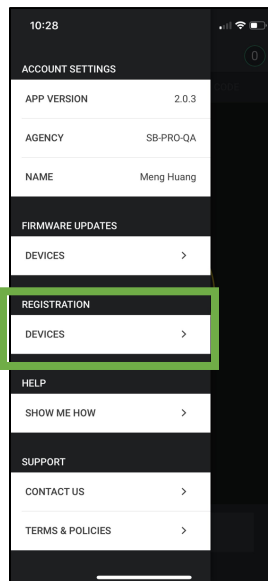 10:28
0
ACCOUNT SETTINGS
APP VERSION 2.0.3
AGENCY SB-PRO-QA
NAME Meng Huang
FIRMWARE UPDATES
DEVICES >
REGISTRATION
DEVICES >
HELP
SHOW ME HOW >
SUPPORT
CONTACT US >
TERMS & POLICIES >